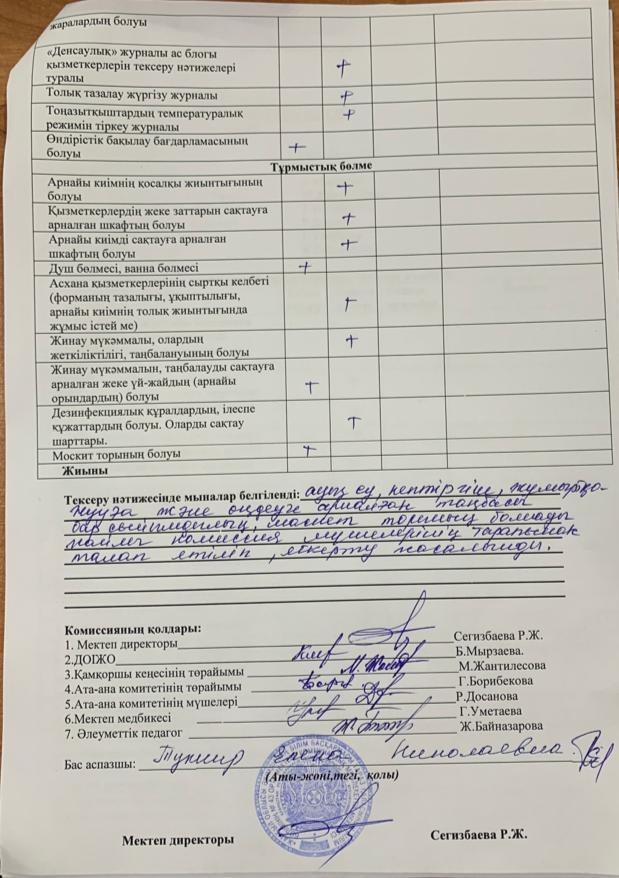 жаралардың болуы
«Денсаулық» журналы ас блогы
қызметкерлерін тексеру нәтижелері
туралы +
Толық тазалау жүргізу журналы +
Тоңазытқыштардың температуралық +
режимін тіркеу журналы
Өндірістік бақылау бағдарламасының +
болуы
Тұрмыстық бөлме
Арнайы киімнің қосалқы жиынтығының +
болуы
Қызметкерлердің жеке заттарын сақтауға +
арналған шкафтың болуы
Арнайы киімді сақтауға арналған +
шкафтың болуы
Душ бөлмесі, ванна бөлмесі +
Асхана қызметкерлерінің сыртқы келбеті
(форманың тазалығы, ұқыптылығы, +
арнайы киімнің толық жиынтығында
жұмыс істей ме)
Жинау мүкәммалы, олардың +
жеткіліктілігі, таңбалануының болуы
Жинау мүкәммалын, таңбалауды сақтауға
арналған жеке үй-жайдың (арнайы +
орындардың) болуы
Дезинфекциялық құралдардың, ілеспе
құжаттардың болуы. Оларды сақтау +
шарттары.
Москит торының болуы +
Жиыны
Тексеру нәтижесінде мыналар белгіленді: ауыз су, кептіргіш, жұмыртқа-
жууға және өңдеуге арналған таңбасы
бар сыйымдылық, москит торының болмады
комиссия мүшелерінің тарапынан
талап етіліп, ескерту жасалынды.
Комиссияның қолдары:
1. Мектеп директоры Сегизбаева Р.Ж.
2.ДОІЖО Б.Мырзаева.
3.Қамқоршы кеңесінің төрайымы М.Жантилесова
4.Ата-ана комитетінің төрайымы Г.Борибекова
5.Ата-ана комитетінің мүшелері Р.Досанова
6.Мектеп медбикесі Г.Уметаева
7. Әлеуметтік педагог Ж.Байназарова
Бас аспазшы: Елена Николаевна
(Аты-жөні,тегі, қолы)
Мектеп директоры Сегизбаева Р.Ж.